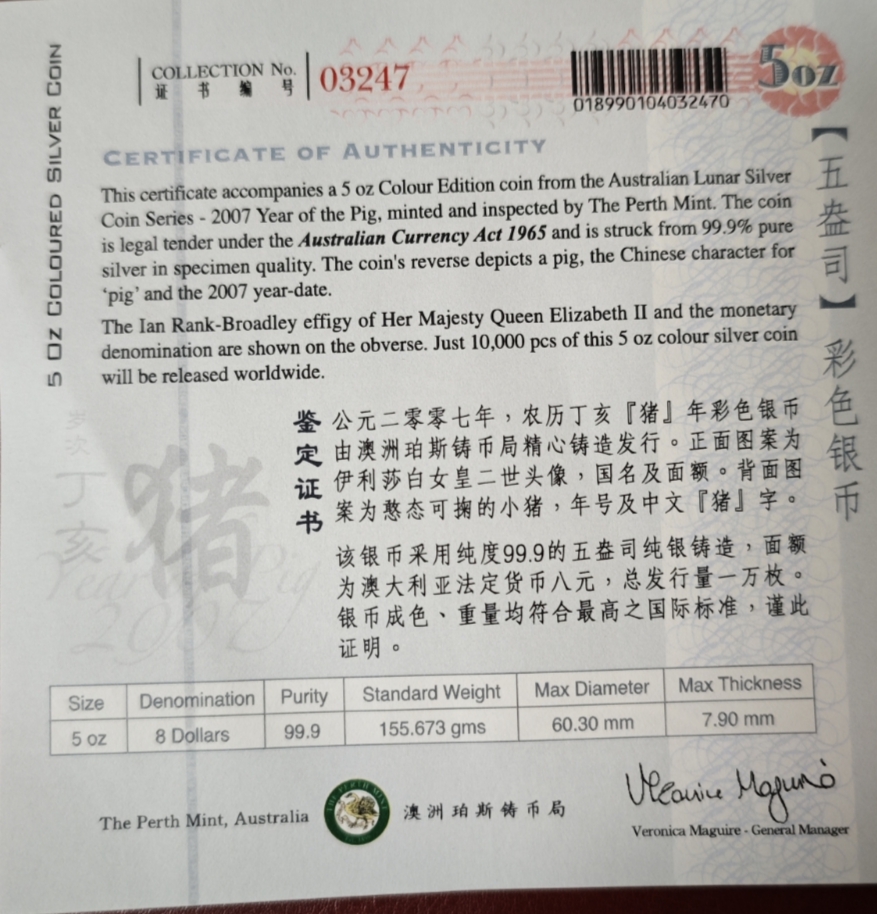 5 OZ COLOURED SILVER COIN
COLLECTION No.
证书编号
03247
018990104032470
5oz
【五盎司】彩色银币
CERTIFICATE OF AUTHENTICITY
This certificate accompanies a 5 oz Colour Edition coin from the Australian Lunar Silver
Coin Series - 2007 Year of the Pig, minted and inspected by The Perth Mint. The coin
is legal tender under the Australian Currency Act 1965 and is struck from 99.9% pure
silver in specimen quality. The coin's reverse depicts a pig, the Chinese character for
‘pig’ and the 2007 year-date.
The Ian Rank-Broadley effigy of Her Majesty Queen Elizabeth II and the monetary
denomination are shown on the obverse. Just 10,000 pcs of this 5 oz colour silver coin
will be released worldwide.
鉴定证书
公元二零零七年，农历丁亥『猪』年彩色银币
由澳洲珀斯铸币局精心铸造发行。正面图案为
伊利莎白女皇二世头像，国名及面额。背面图
案为憨态可掬的小猪，年号及中文『猪』字。
该银币采用纯度99.9的五盎司纯银铸造，面额
为澳大利亚法定货币八元，总发行量一万枚。
银币成色、重量均符合最高之国际标准，谨此
证明。
岁次丁亥
猪
Year of the Pig
2007
Size Denomination Purity Standard Weight Max Diameter Max Thickness
5 oz 8 Dollars 99.9 155.673 gms 60.30 mm 7.90 mm
The Perth Mint, Australia
THE PERTH MINT
澳洲珀斯铸币局
Veronica Maguire
Veronica Maguire - General Manager